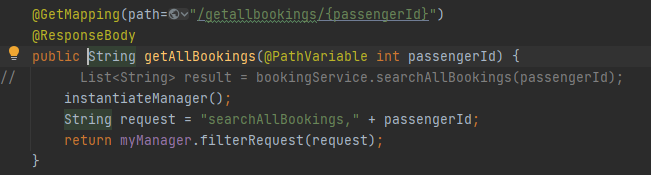 @GetMapping(path="/getallbookings/{passengerId}")
@ResponseBody
public String getAllBookings(@PathVariable int passengerId) {
// List<String> result = bookingService.searchAllBookings(passengerId);
instantiateManager();
String request = "searchAllBookings," + passengerId;
return myManager.filterRequest(request);
}